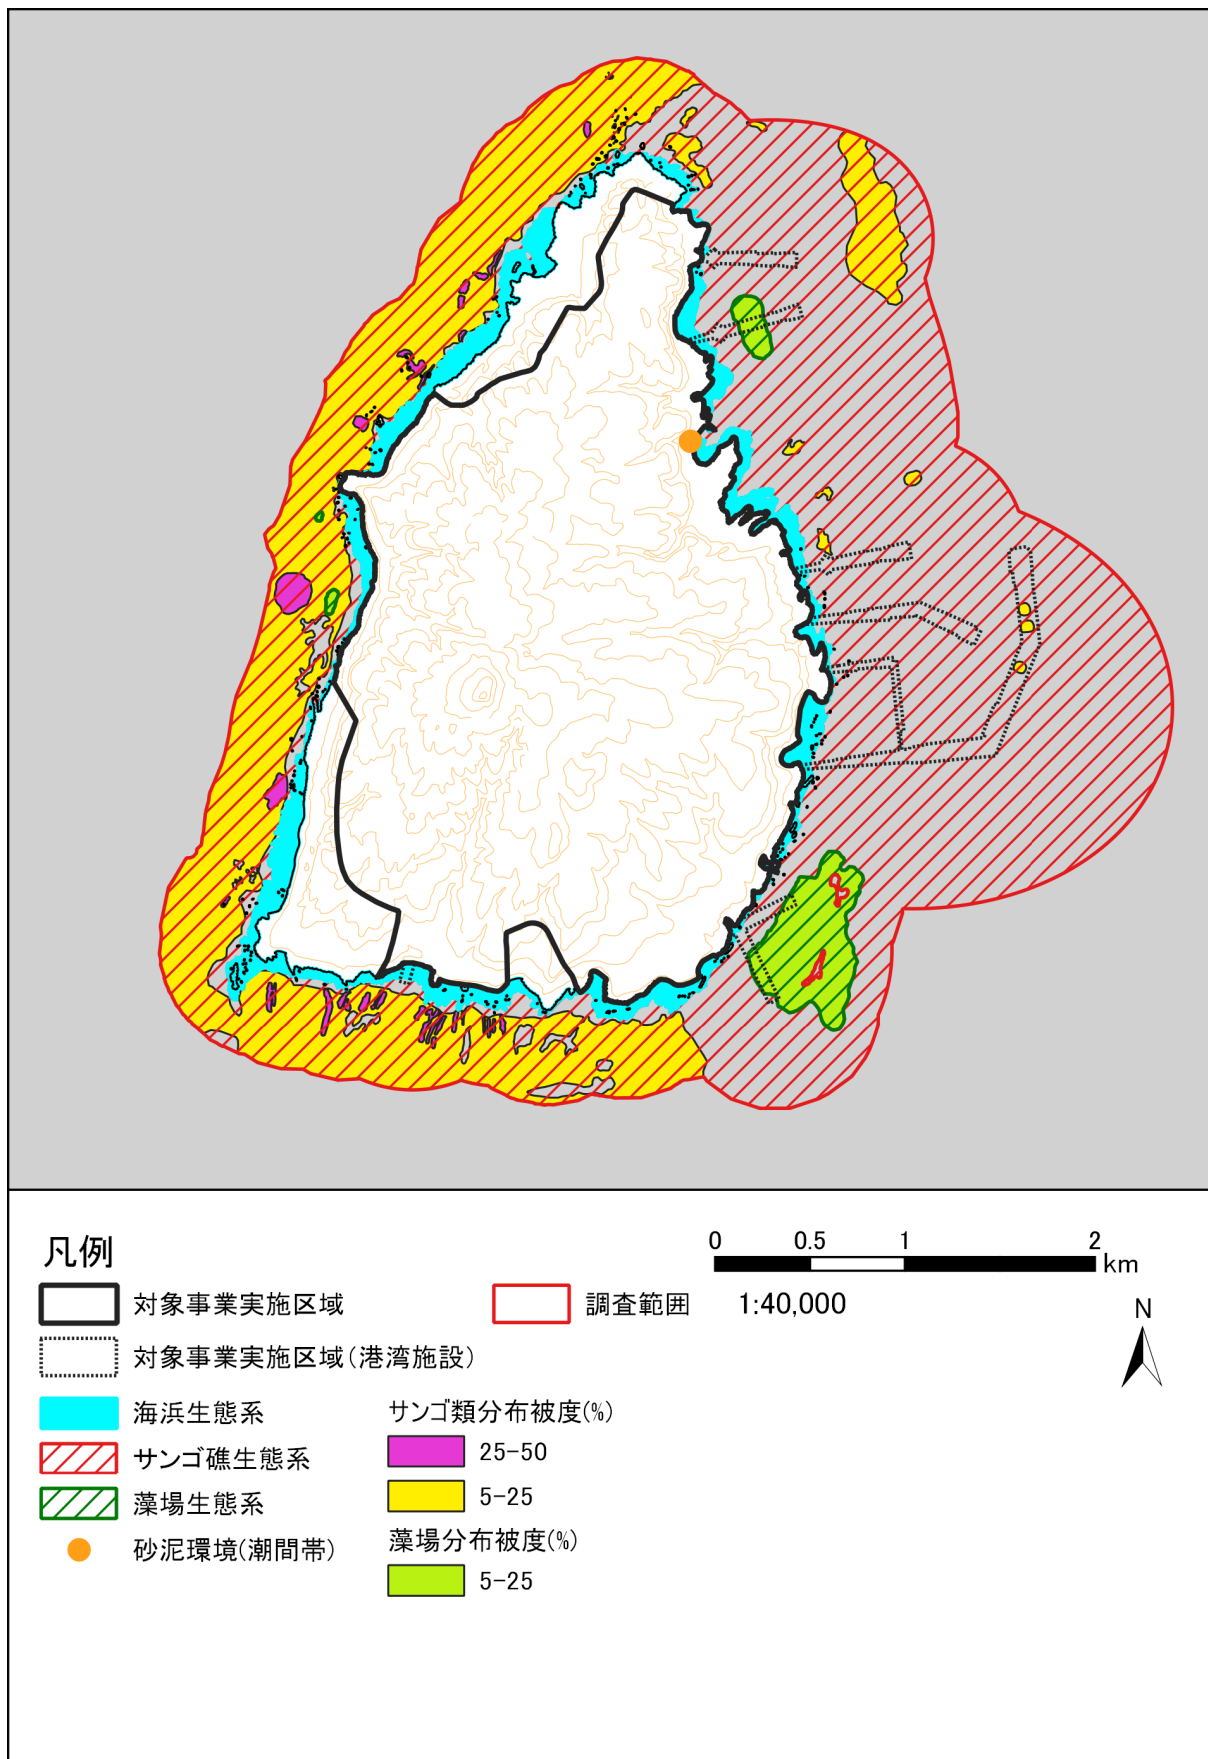 凡例
0 0.5 1 2
km
対象事業実施区域
調査範囲
1:40,000
N
対象事業実施区域(港湾施設)
海浜生態系
サンゴ礁生態系
藻場生態系
砂泥環境(潮間帯)
サンゴ類分布被度(%)
25-50
5-25
藻場分布被度(%)
5-25